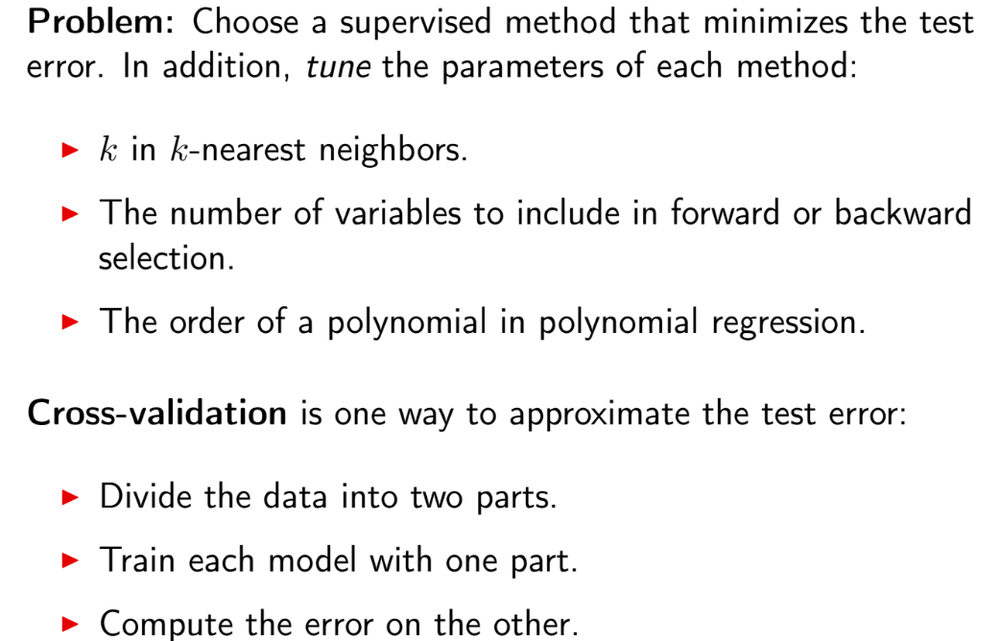 Problem: Choose a supervised method that minimizes the test
error. In addition, tune the parameters of each method:
▶ k in k-nearest neighbors.
▶ The number of variables to include in forward or backward
selection.
▶ The order of a polynomial in polynomial regression.
Cross-validation is one way to approximate the test error:
▶ Divide the data into two parts.
▶ Train each model with one part.
▶ Compute the error on the other.